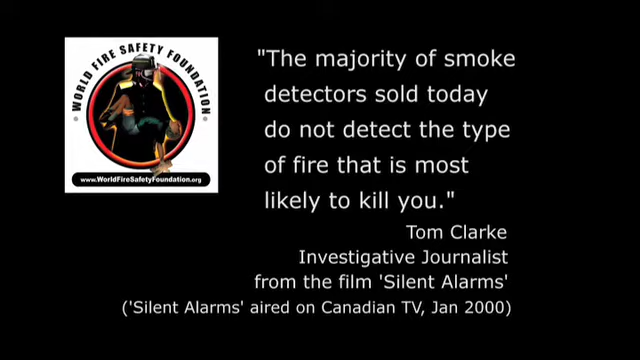 WORLD FIRE SAFETY FOUNDATION
www.WorldFireSafetyFoundation.org
"The majority of smoke
detectors sold today
do not detect the type
of fire that is most
likely to kill you."
Tom Clarke
Investigative Journalist
from the film 'Silent Alarms'
('Silent Alarms' aired on Canadian TV, Jan 2000)